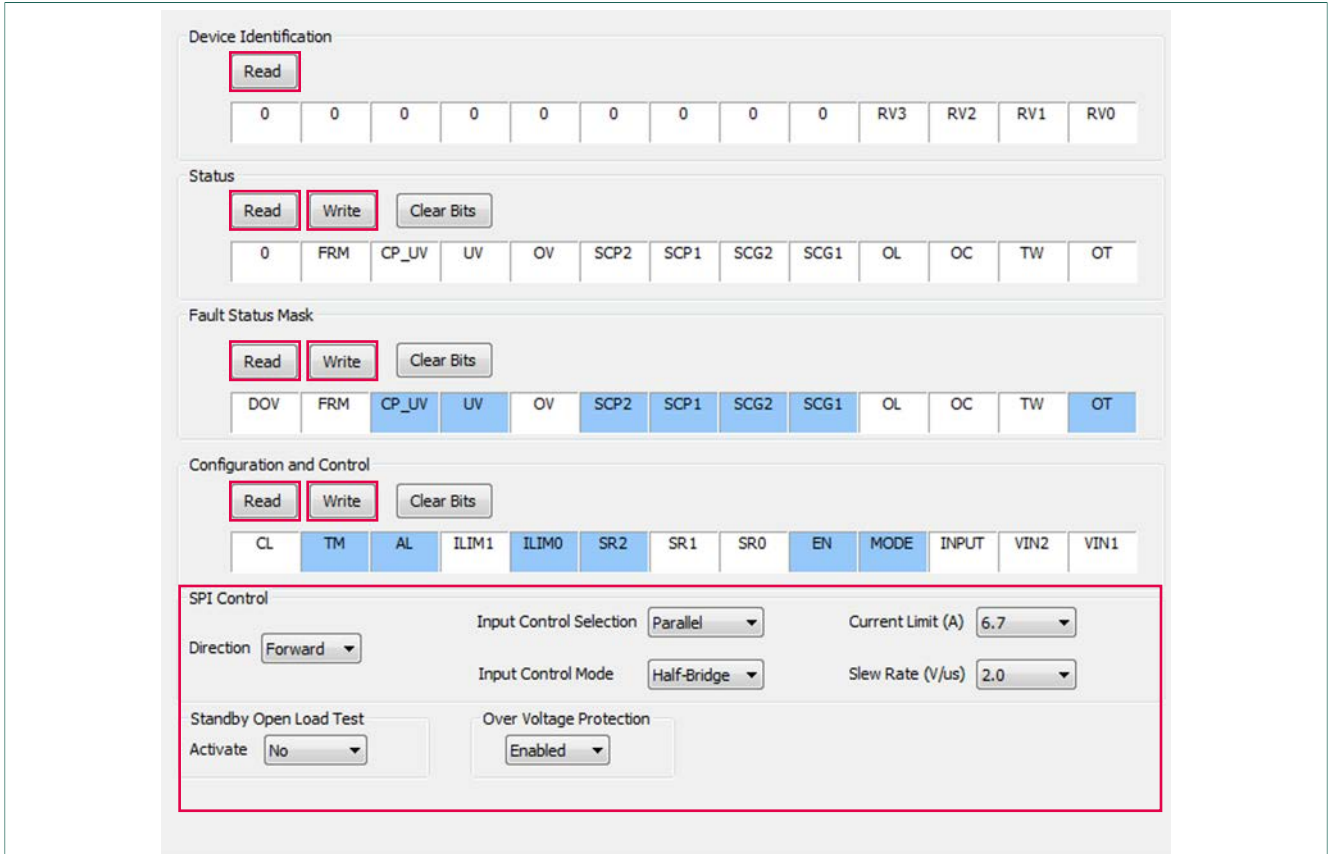 Device Identification
Read
0 0 0 0 0 0 0 0 0 RV3 RV2 RV1 RV0
Status
Read Write Clear Bits
0 FRM CP_UV UV OV SCP2 SCP1 SCG2 SCG1 OL OC TW OT
Fault Status Mask
Read Write Clear Bits
DOV FRM CP_UV UV OV SCP2 SCP1 SCG2 SCG1 OL OC TW OT
Configuration and Control
Read Write Clear Bits
CL TM AL ILIM1 ILIM0 SR2 SR1 SR0 EN MODE INPUT VIN2 VIN1
SPI Control
Input Control Selection Parallel Current Limit (A) 6.7
Direction Forward
Input Control Mode Half-Bridge Slew Rate (V/us) 2.0
Standby Open Load Test Over Voltage Protection
Activate No Enabled